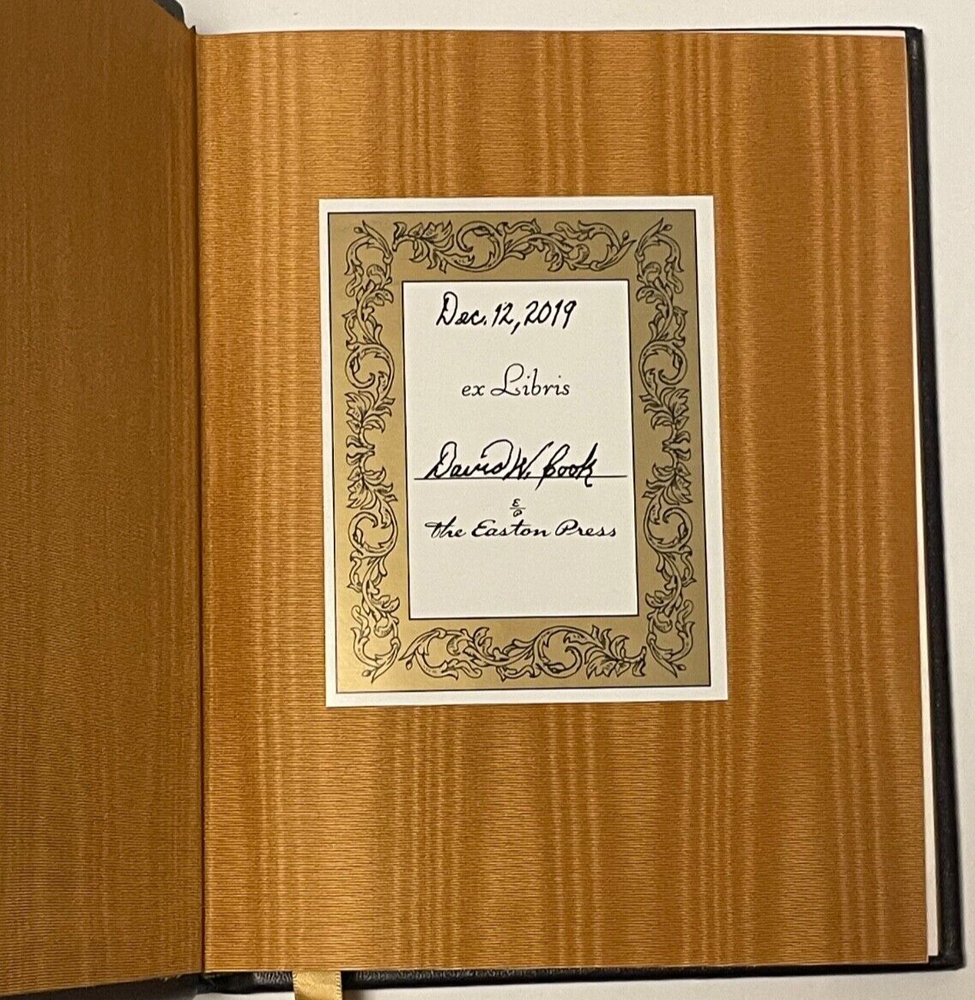 Dec. 12, 2019
ex Libris
David W. Cook
The Easton Press